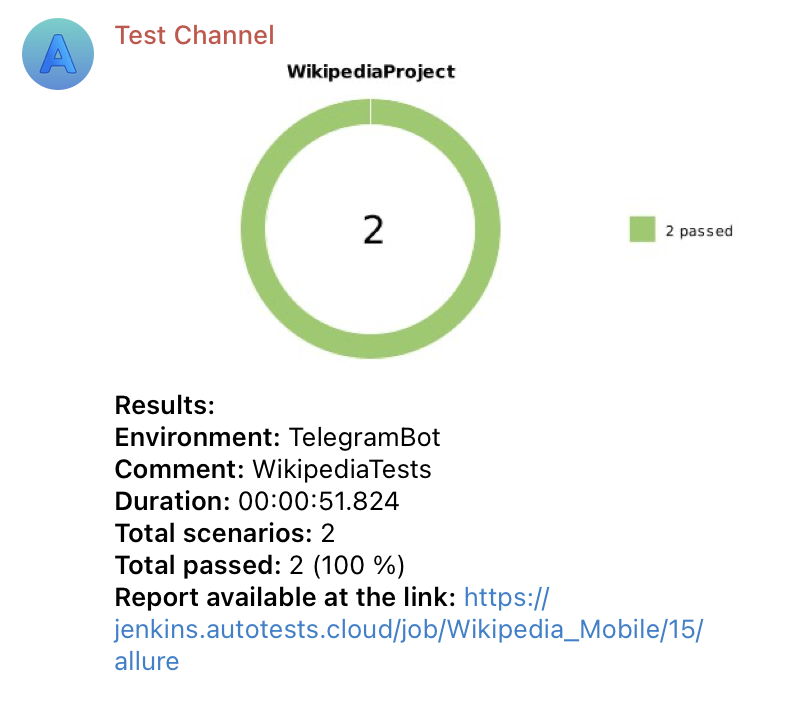 Test Channel
WikipediaProject
2
2 passed
Results:
Environment: TelegramBot
Comment: WikipediaTests
Duration: 00:00:51.824
Total scenarios: 2
Total passed: 2 (100 %)
Report available at the link: https://
jenkins.autotests.cloud/job/Wikipedia_Mobile/15/
allure